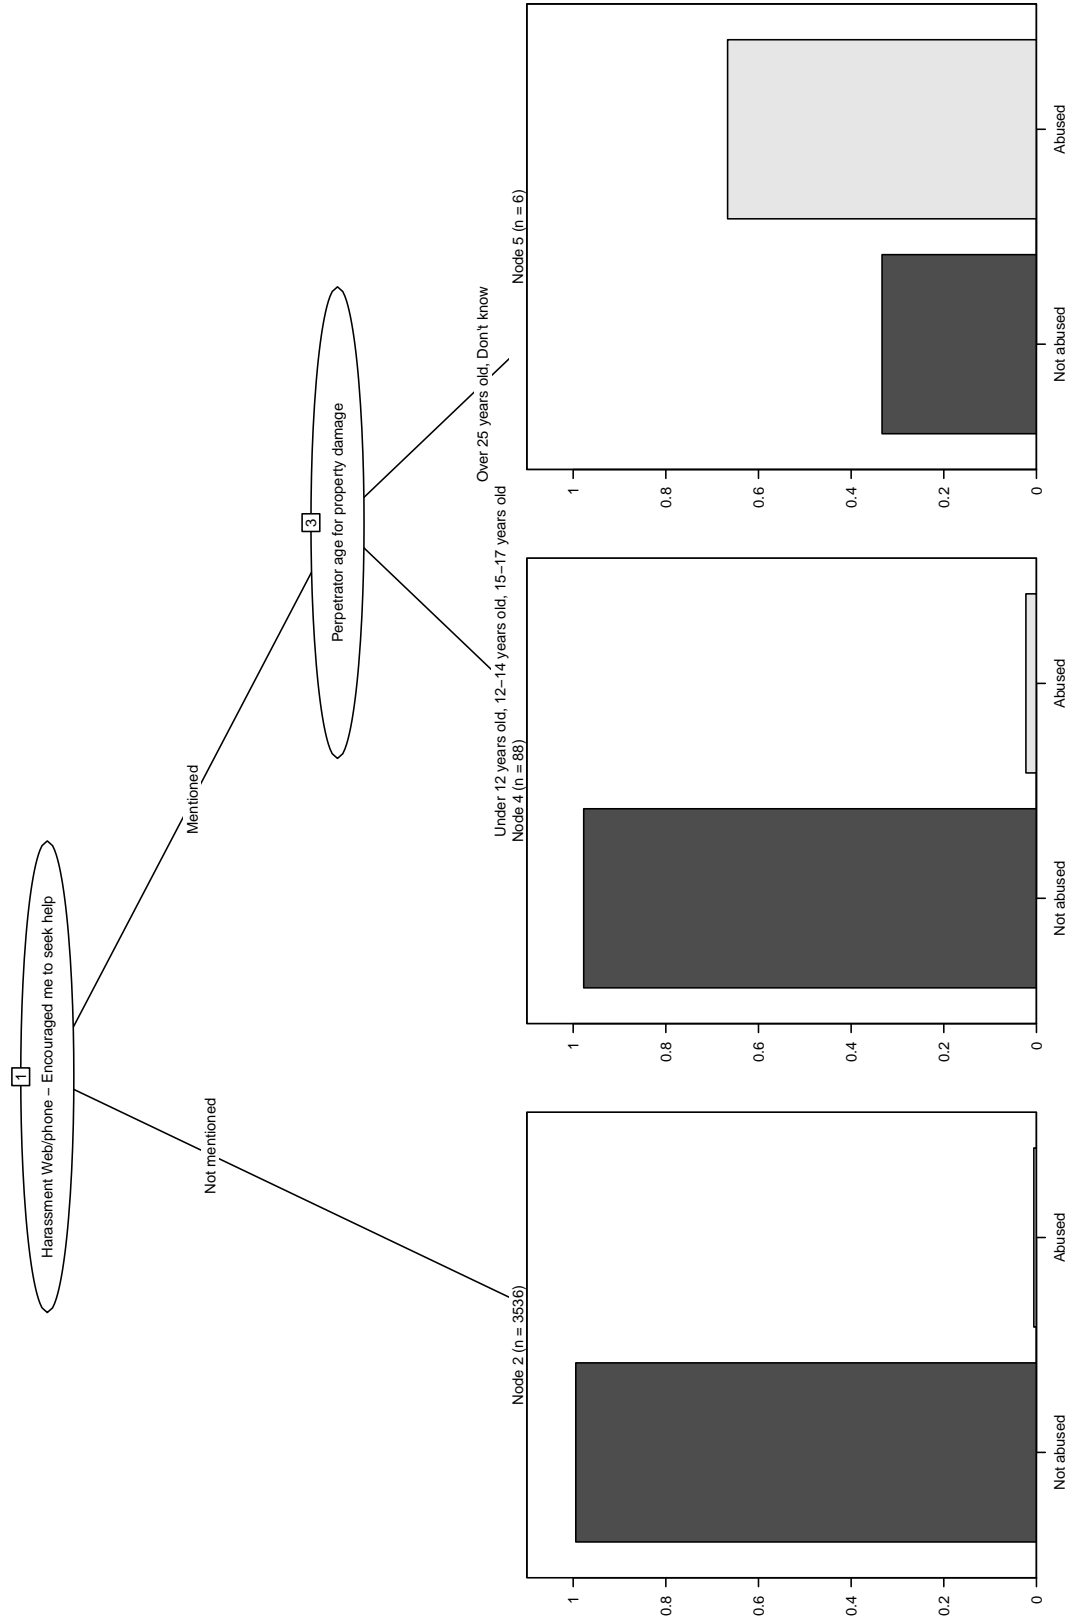 1
Harassment Web/phone − Encouraged me to seek help
Not mentioned
Mentioned
3
Perpetrator age for property damage
Under 12 years old, 12−14 years old, 15−17 years old
Over 25 years old, Don't know
Node 2 (n = 3536)
1
0.8
0.6
0.4
0.2
0
Not abused
Abused
Node 4 (n = 88)
1
0.8
0.6
0.4
0.2
0
Not abused
Abused
Node 5 (n = 6)
1
0.8
0.6
0.4
0.2
0
Not abused
Abused